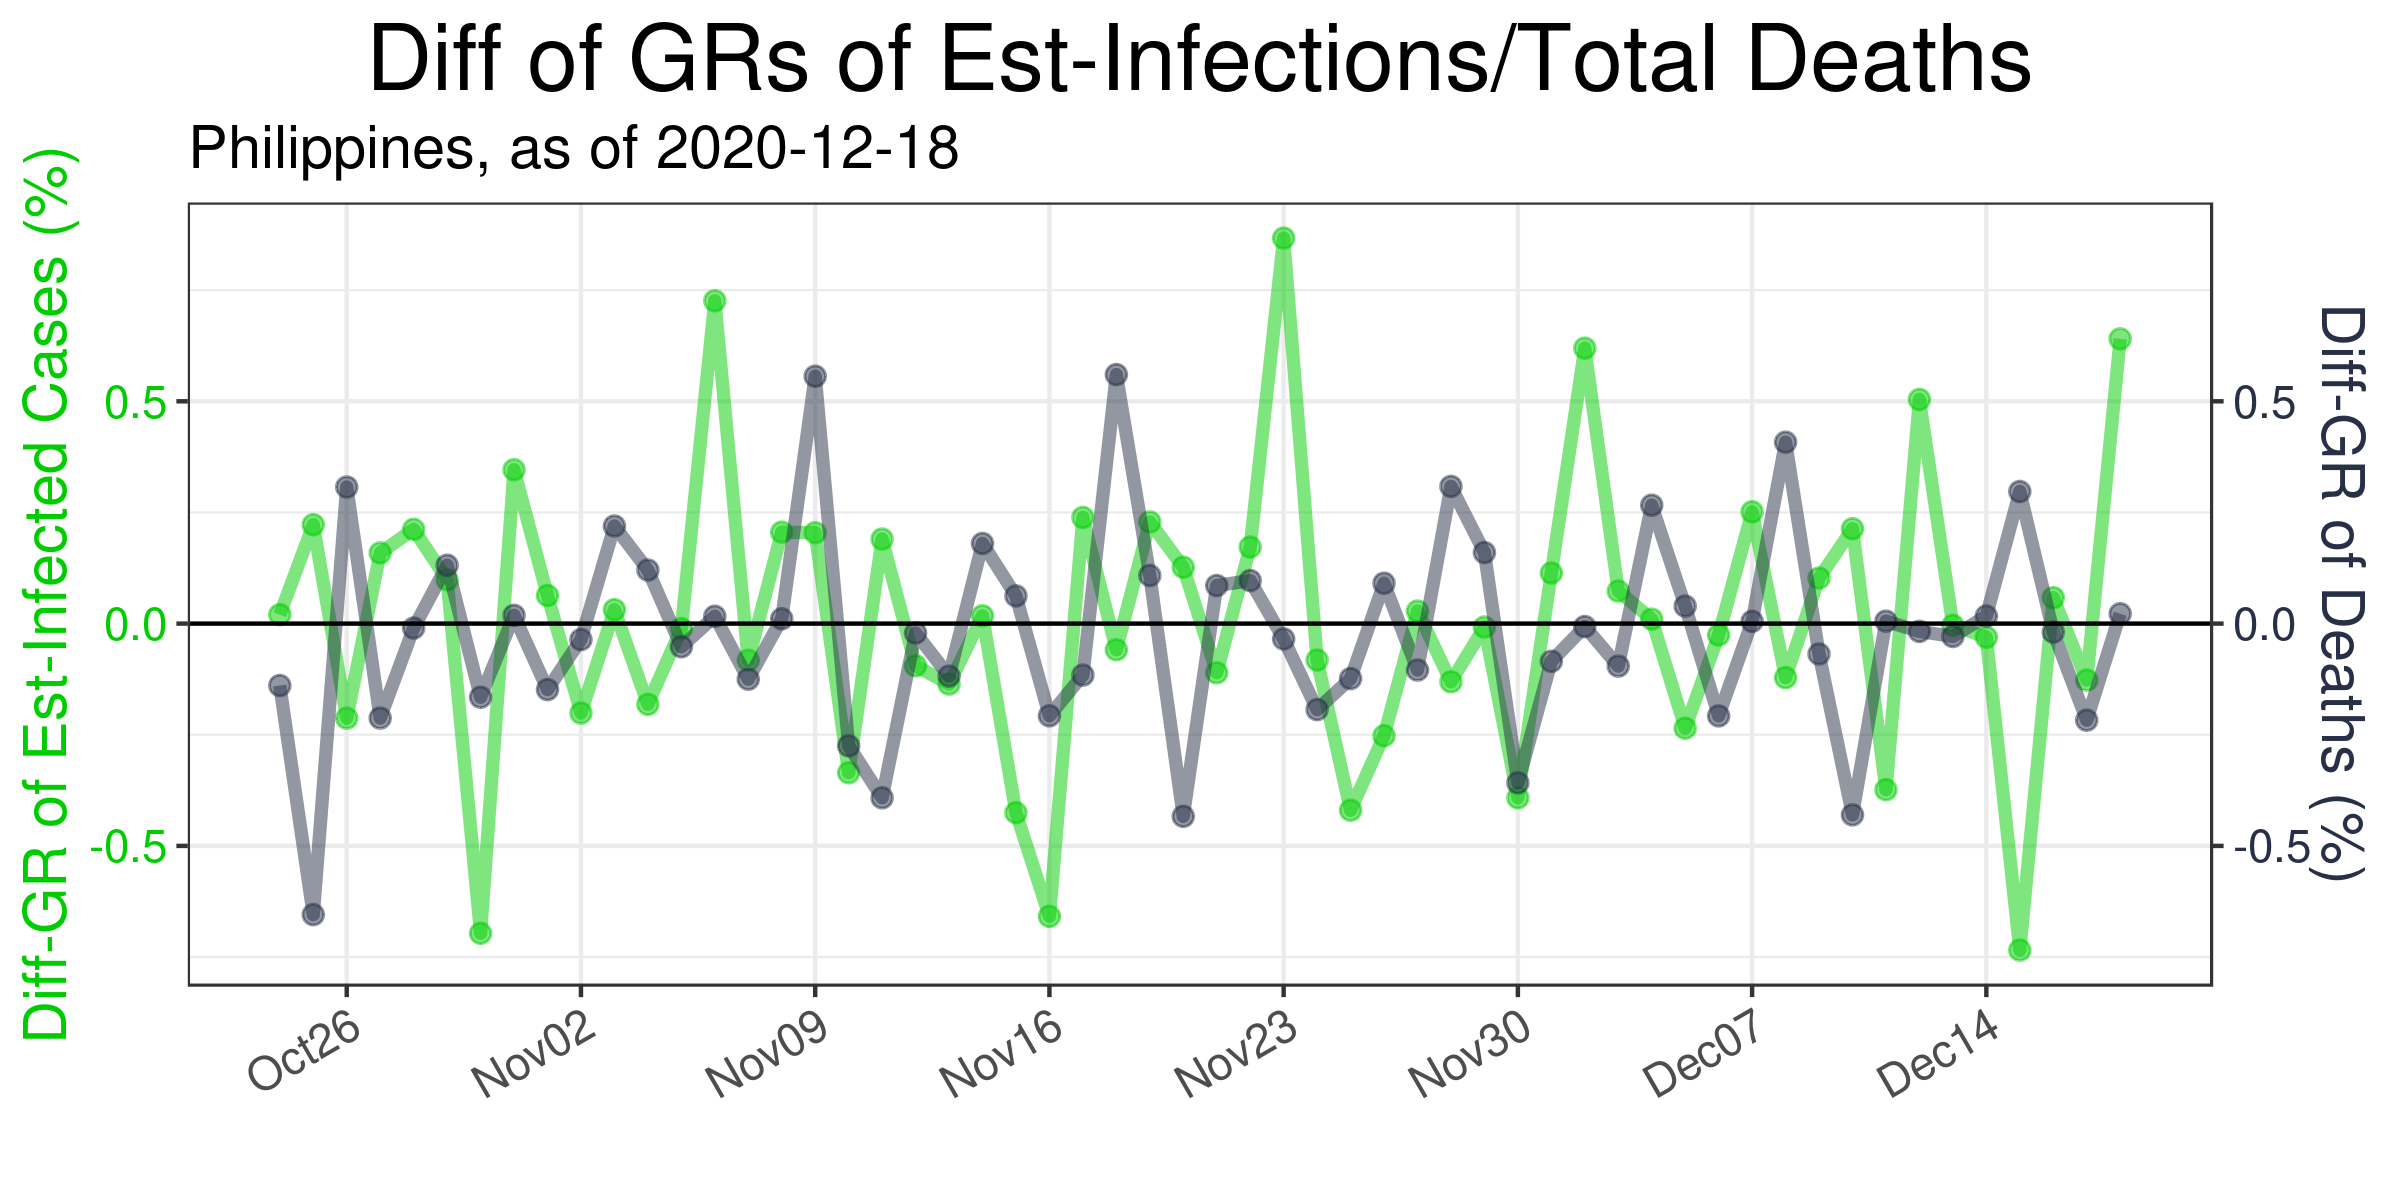 Diff of GRs of Est-Infections/Total Deaths
Philippines, as of 2020-12-18
Diff-GR of Est-Infected Cases (%)
0.5
0.0
-0.5
0.5
0.0
-0.5
Diff-GR of Deaths (%)
Oct26
Nov02
Nov09
Nov16
Nov23
Nov30
Dec07
Dec14